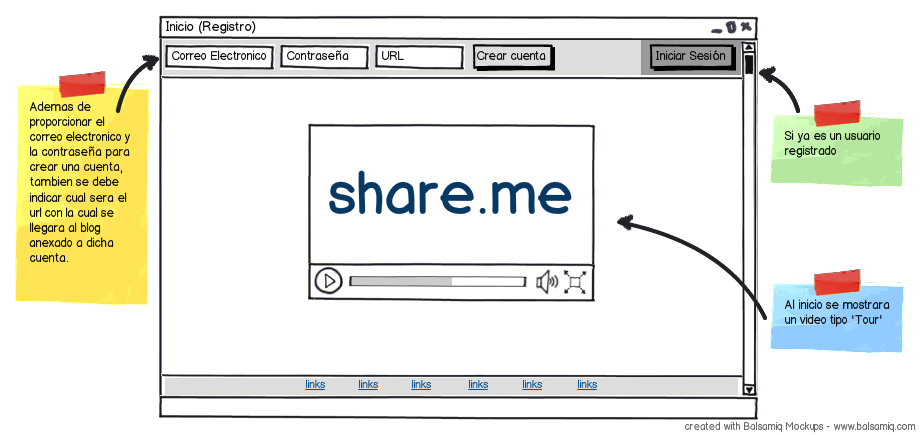 Inicio (Registro)
Correo Electronico
Contraseña
URL
Crear cuenta
Iniciar Sesión
Ademas de
proporcionar el
correo electronico y
la contraseña para
crear una cuenta,
tambien se debe
indicar cual sera el
url con la cual se
llegara al blog
anexado a dicha
cuenta.
Si ya es un usuario
registrado
share.me
Al inicio se mostrara
un video tipo 'Tour'
links links links links links links
created with Balsamiq Mockups - www.balsamiq.com